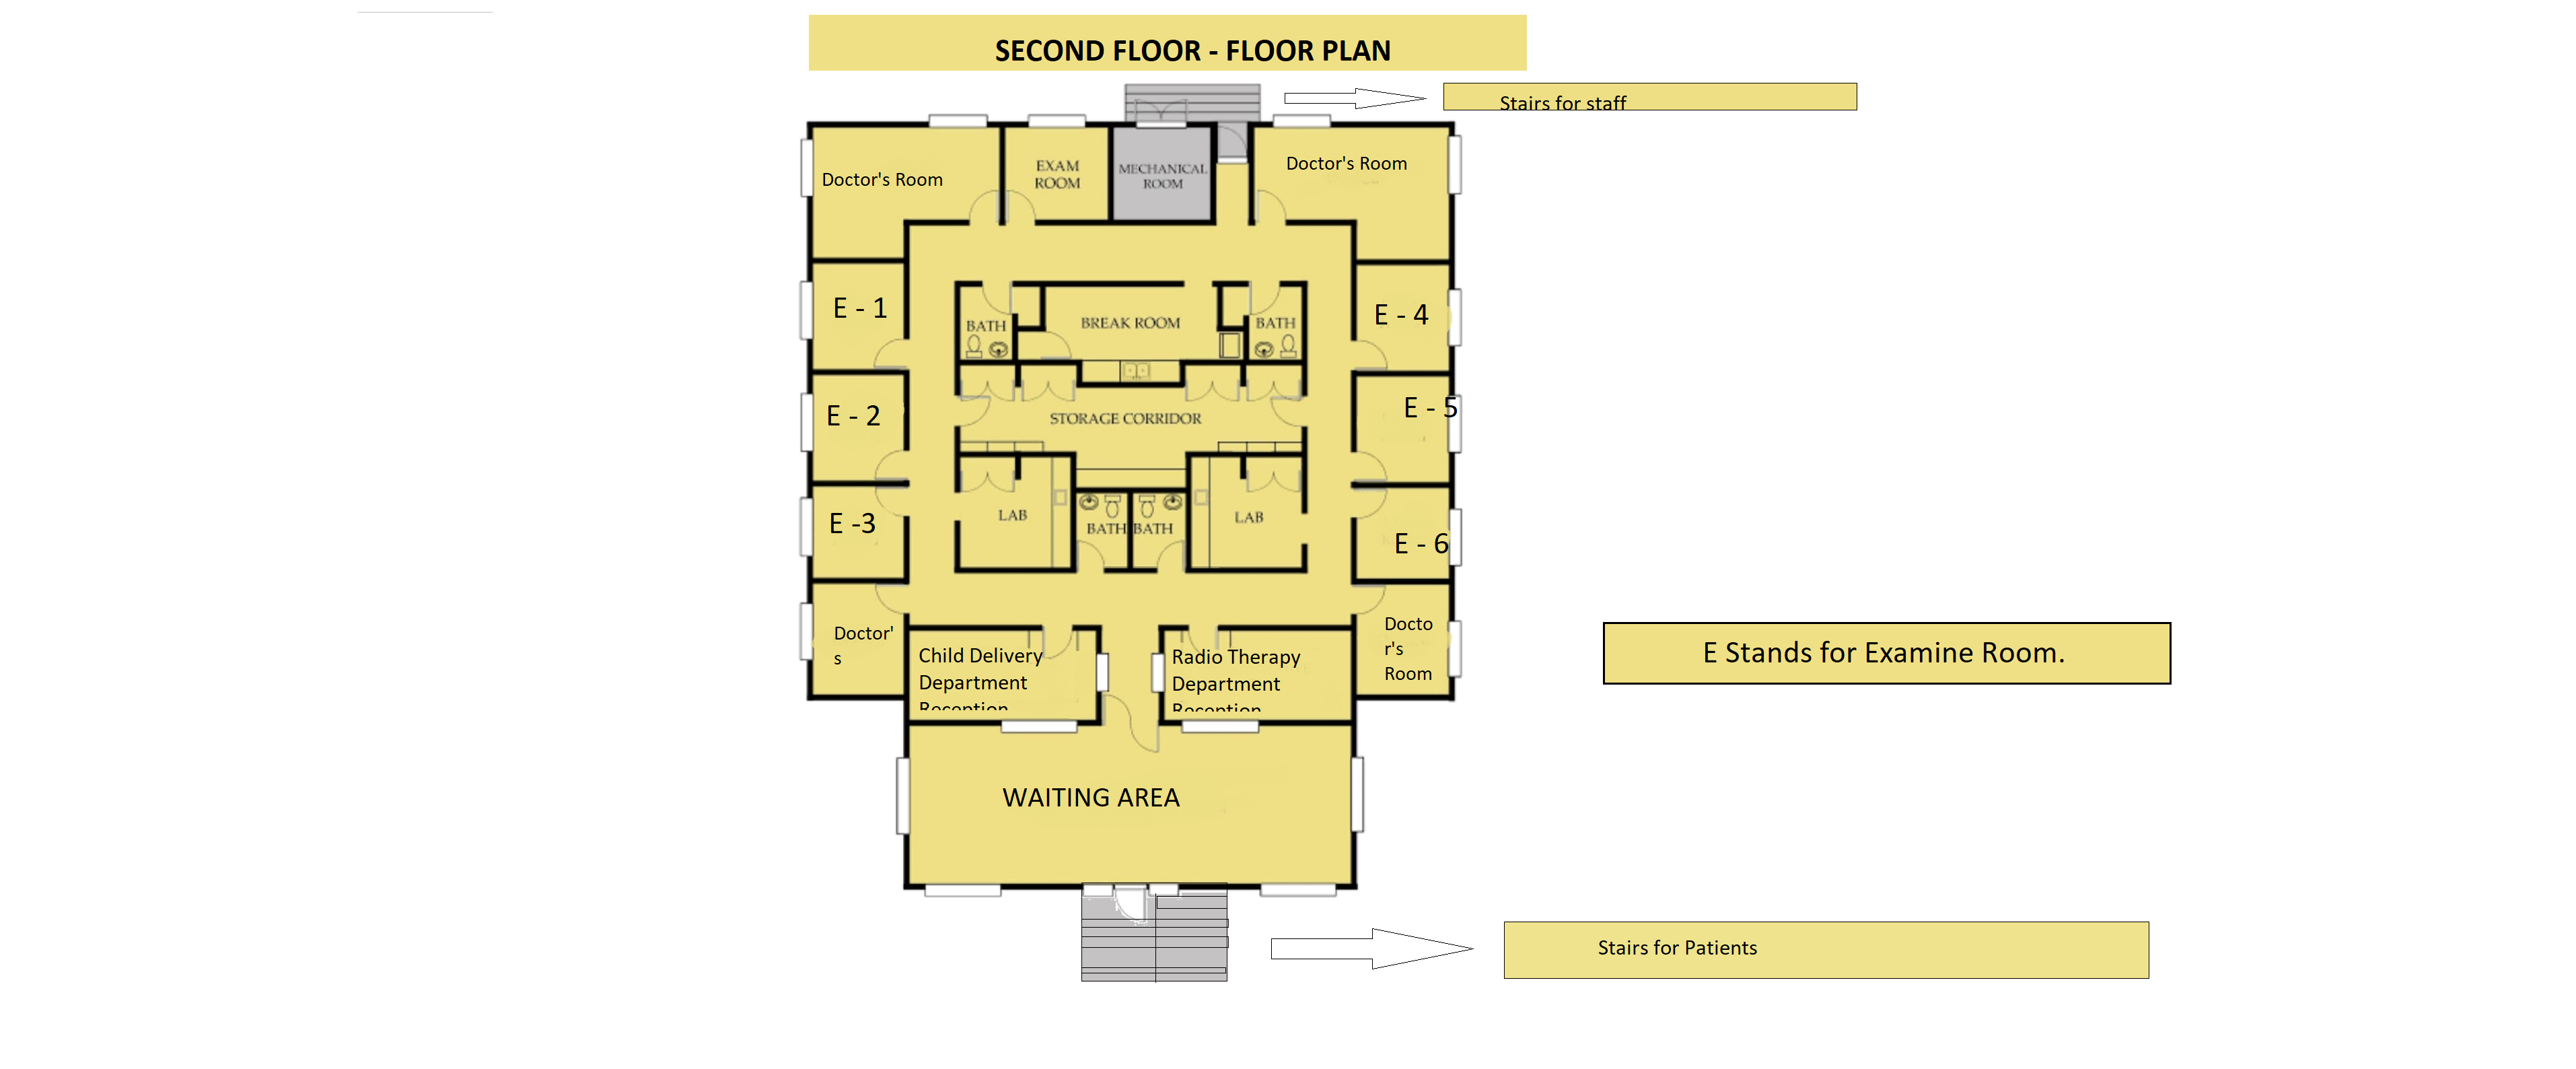 SECOND FLOOR - FLOOR PLAN
Stairs for staff
Doctor's Room
EXAM
ROOM
MECHANICAL
ROOM
Doctor's Room
E - 1
BATH
BREAK ROOM
BATH
E - 4
E - 2
STORAGE CORRIDOR
E - 5
E -3
LAB
BATH
BATH
LAB
E - 6
Doctor'
s
Child Delivery
Department
Reception
Radio Therapy
Department
Reception
Docto
r's
Room
E Stands for Examine Room.
WAITING AREA
Stairs for Patients